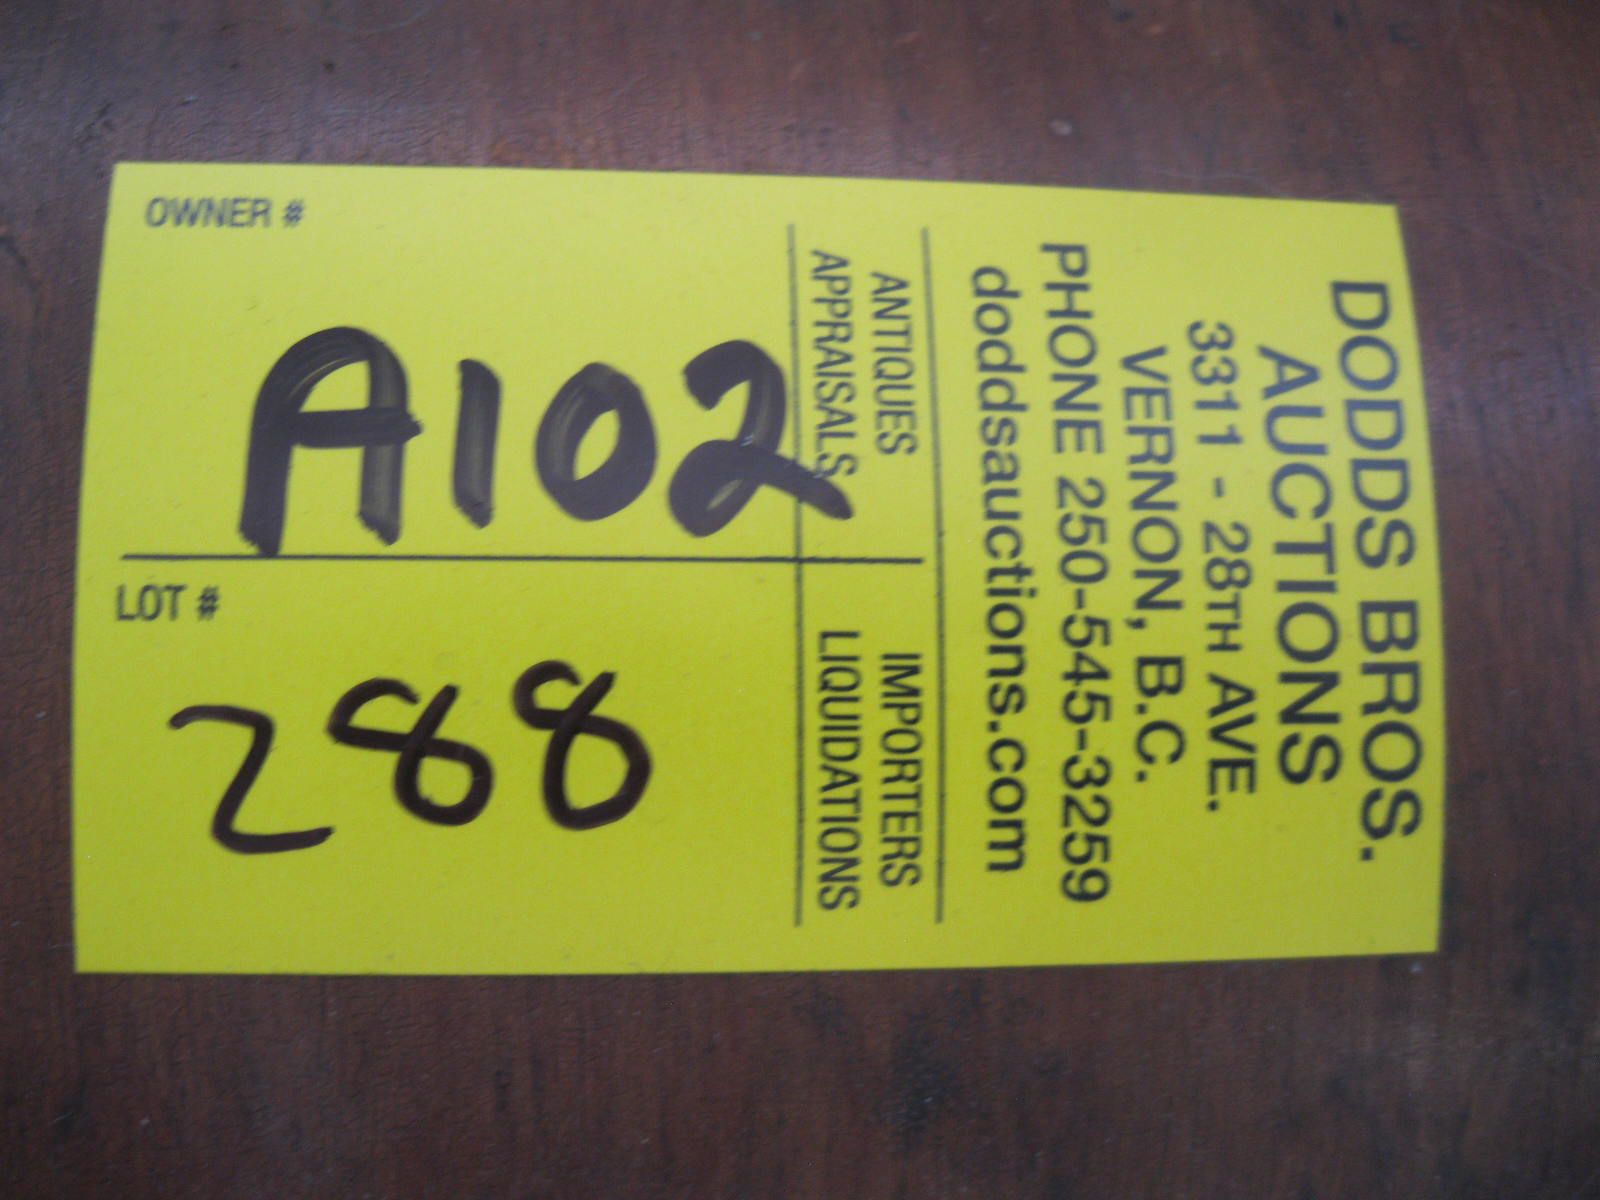 DODDS BROS.
AUCTIONS
3311 - 28TH AVE.
VERNON, B.C.
PHONE 250-545-3259
doddsauctions.com
ANTIQUES
APPRAISALS
IMPORTERS
LIQUIDATIONS
OWNER #
A102
LOT #
288